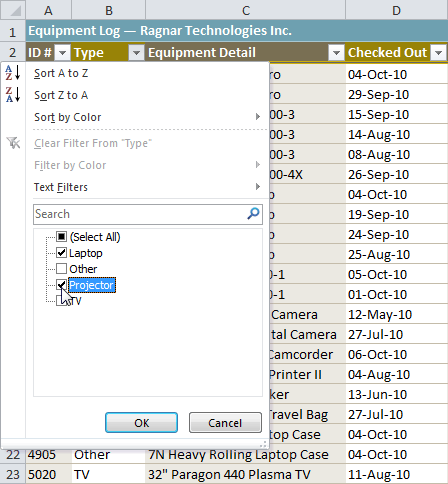 A B C D
1 Equipment Log — Ragnar Technologies Inc.
2 ID # Type Equipment Detail Checked Out
Sort A to Z ro 04-Oct-10
Sort Z to A ro 29-Sep-10
Sort by Color 00-3 15-Sep-10
Clear Filter From "Type" 00-3 14-Aug-10
Filter by Color 00-3 08-Aug-10
Text Filters 00-4X 26-Sep-10
04-Oct-10
Search 19-Sep-10
(Select All) 24-Sep-10
Laptop 25-Aug-10
Other 0-1 05-Oct-10
Projector 0-1 01-Oct-10
TV Camera 12-May-10
tal Camera 27-Jul-10
Camcorder 06-Oct-10
Printer II 04-Aug-10
ker 13-Jun-10
OK Cancel Travel Bag 27-Jul-10
top Case 04-Oct-10
22 4905 Other 7N Heavy Rolling Laptop Case 04-Oct-10
23 5020 TV 32" Paragon 440 Plasma TV 11-Aug-10